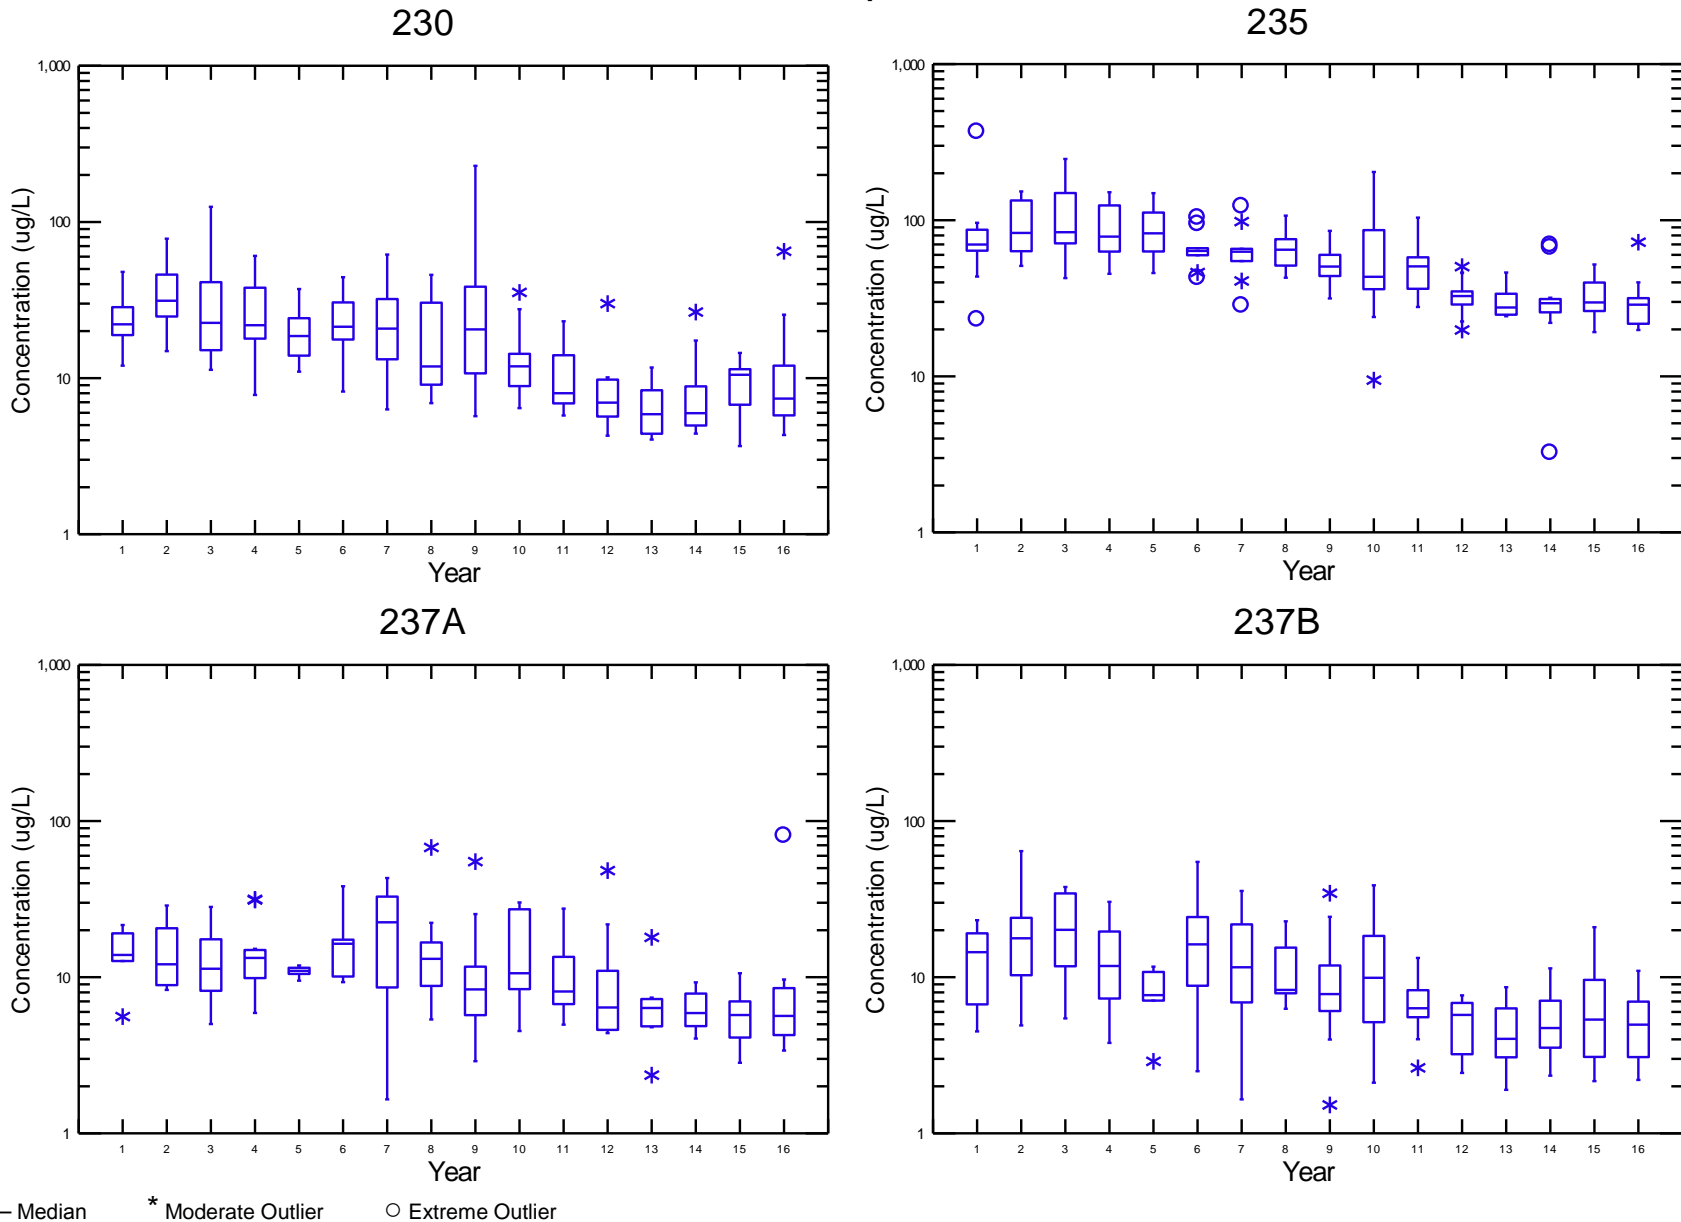 230
1,000
100
10
1
Concentration (ug/L)
1 2 3 4 5 6 7 8 9 10 11 12 13 14 15 16
Year
235
1,000
100
10
1
Concentration (ug/L)
1 2 3 4 5 6 7 8 9 10 11 12 13 14 15 16
Year
237A
1,000
100
10
1
Concentration (ug/L)
1 2 3 4 5 6 7 8 9 10 11 12 13 14 15 16
Year
237B
1,000
100
10
1
Concentration (ug/L)
1 2 3 4 5 6 7 8 9 10 11 12 13 14 15 16
Year
– Median * Moderate Outlier ○ Extreme Outlier